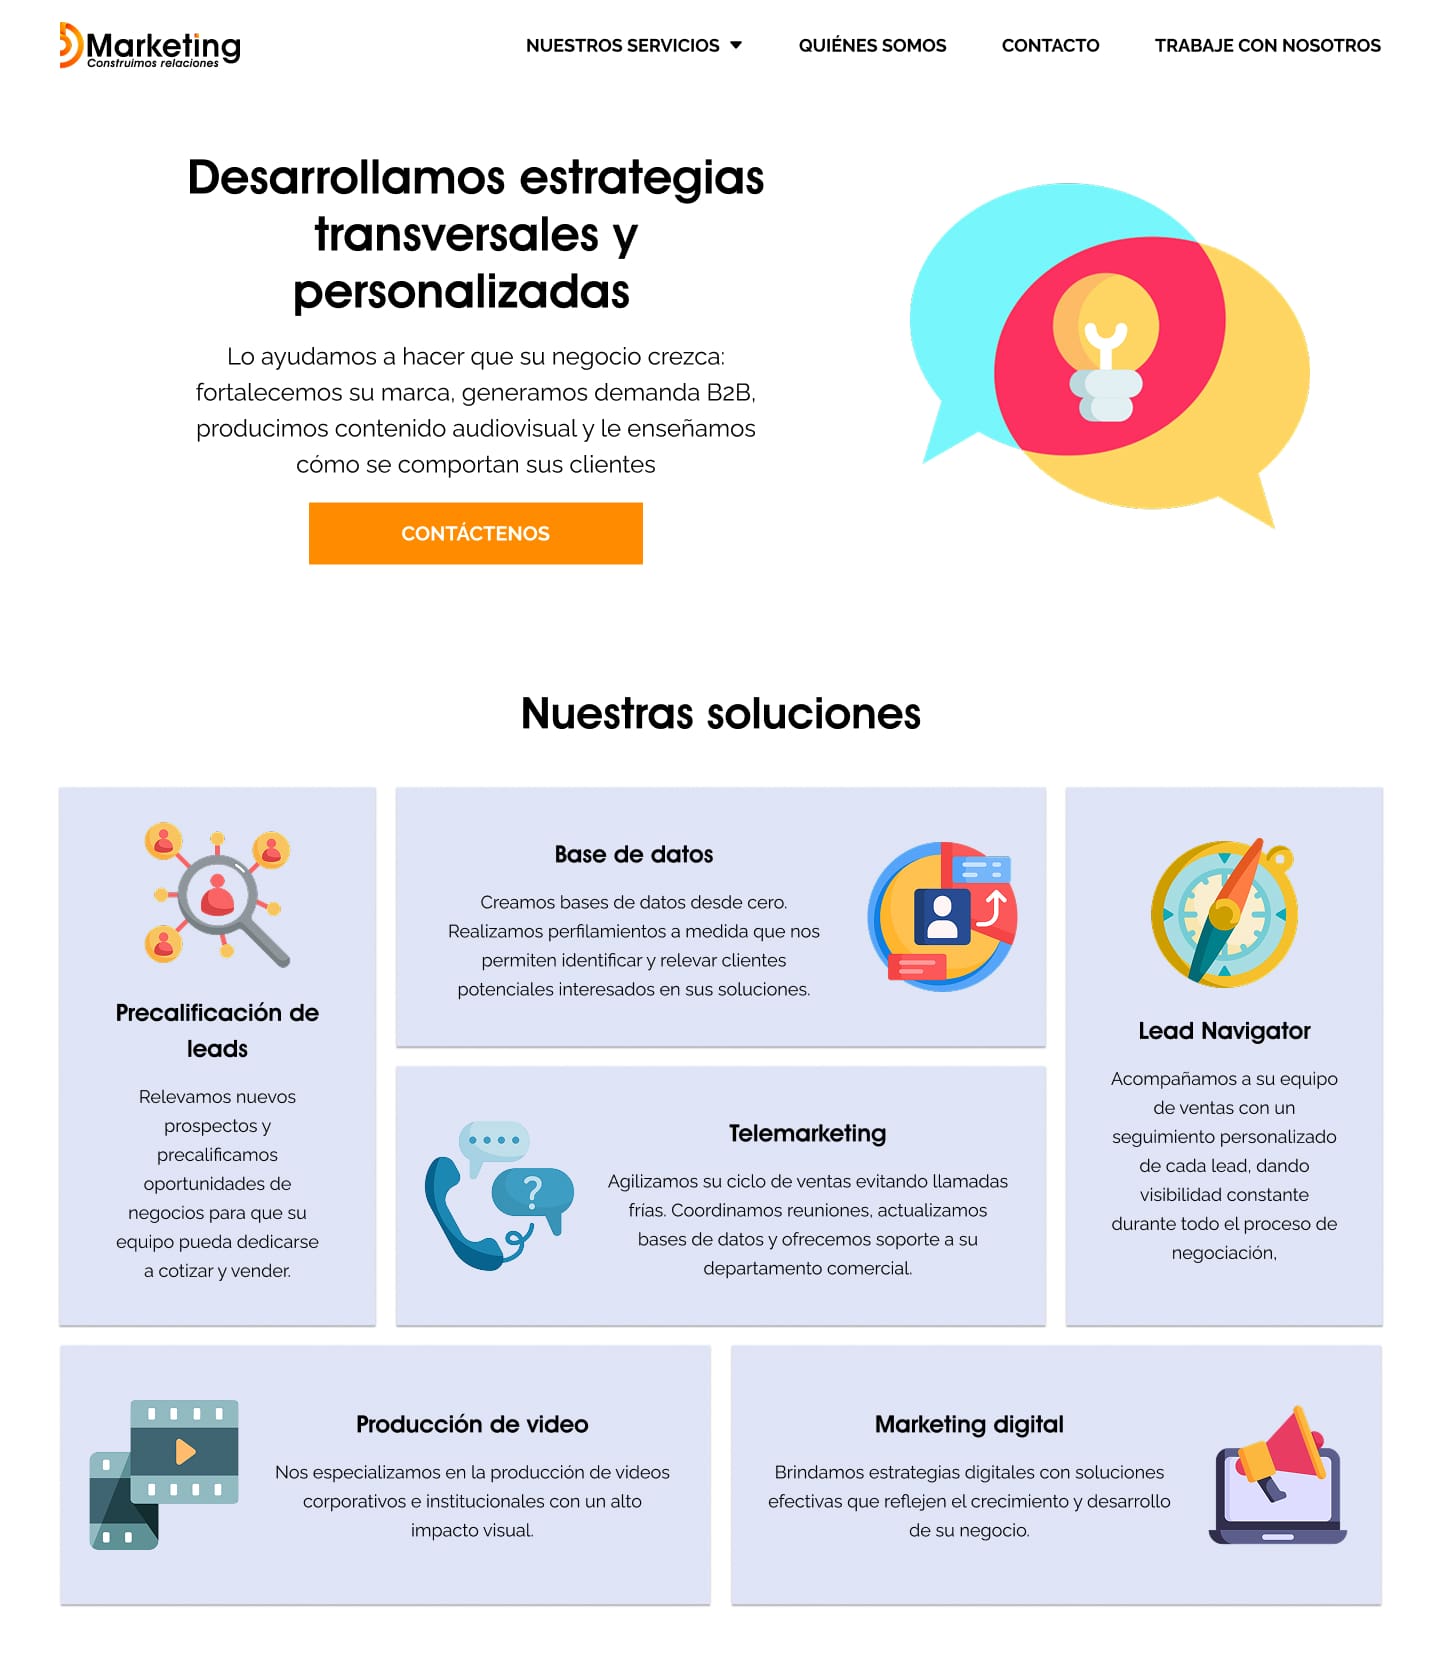 Marketing
Construimos relaciones
NUESTROS SERVICIOS
QUIÉNES SOMOS
CONTACTO
TRABAJE CON NOSOTROS
Desarrollamos estrategias
transversales y
personalizadas
Lo ayudamos a hacer que su negocio crezca:
fortalecemos su marca, generamos demanda B2B,
producimos contenido audiovisual y le enseñamos
cómo se comportan sus clientes
CONTÁCTENOS
Nuestras soluciones
Precalificación de
leads
Relevamos nuevos
prospectos y
precalificamos
oportunidades de
negocios para que su
equipo pueda dedicarse
a cotizar y vender.
Base de datos
Creamos bases de datos desde cero.
Realizamos perfilamientos a medida que nos
permiten identificar y relevar clientes
potenciales interesados en sus soluciones.
Telemarketing
Agilizamos su ciclo de ventas evitando llamadas
frías. Coordinamos reuniones, actualizamos
bases de datos y ofrecemos soporte a su
departamento comercial.
?
Lead Navigator
Acompañamos a su equipo
de ventas con un
seguimiento personalizado
de cada lead, dando
visibilidad constante
durante todo el proceso de
negociación,
Producción de video
Nos especializamos en la producción de videos
corporativos e institucionales con un alto
impacto visual.
Marketing digital
Brindamos estrategias digitales con soluciones
efectivas que reflejen el crecimiento y desarrollo
de su negocio.